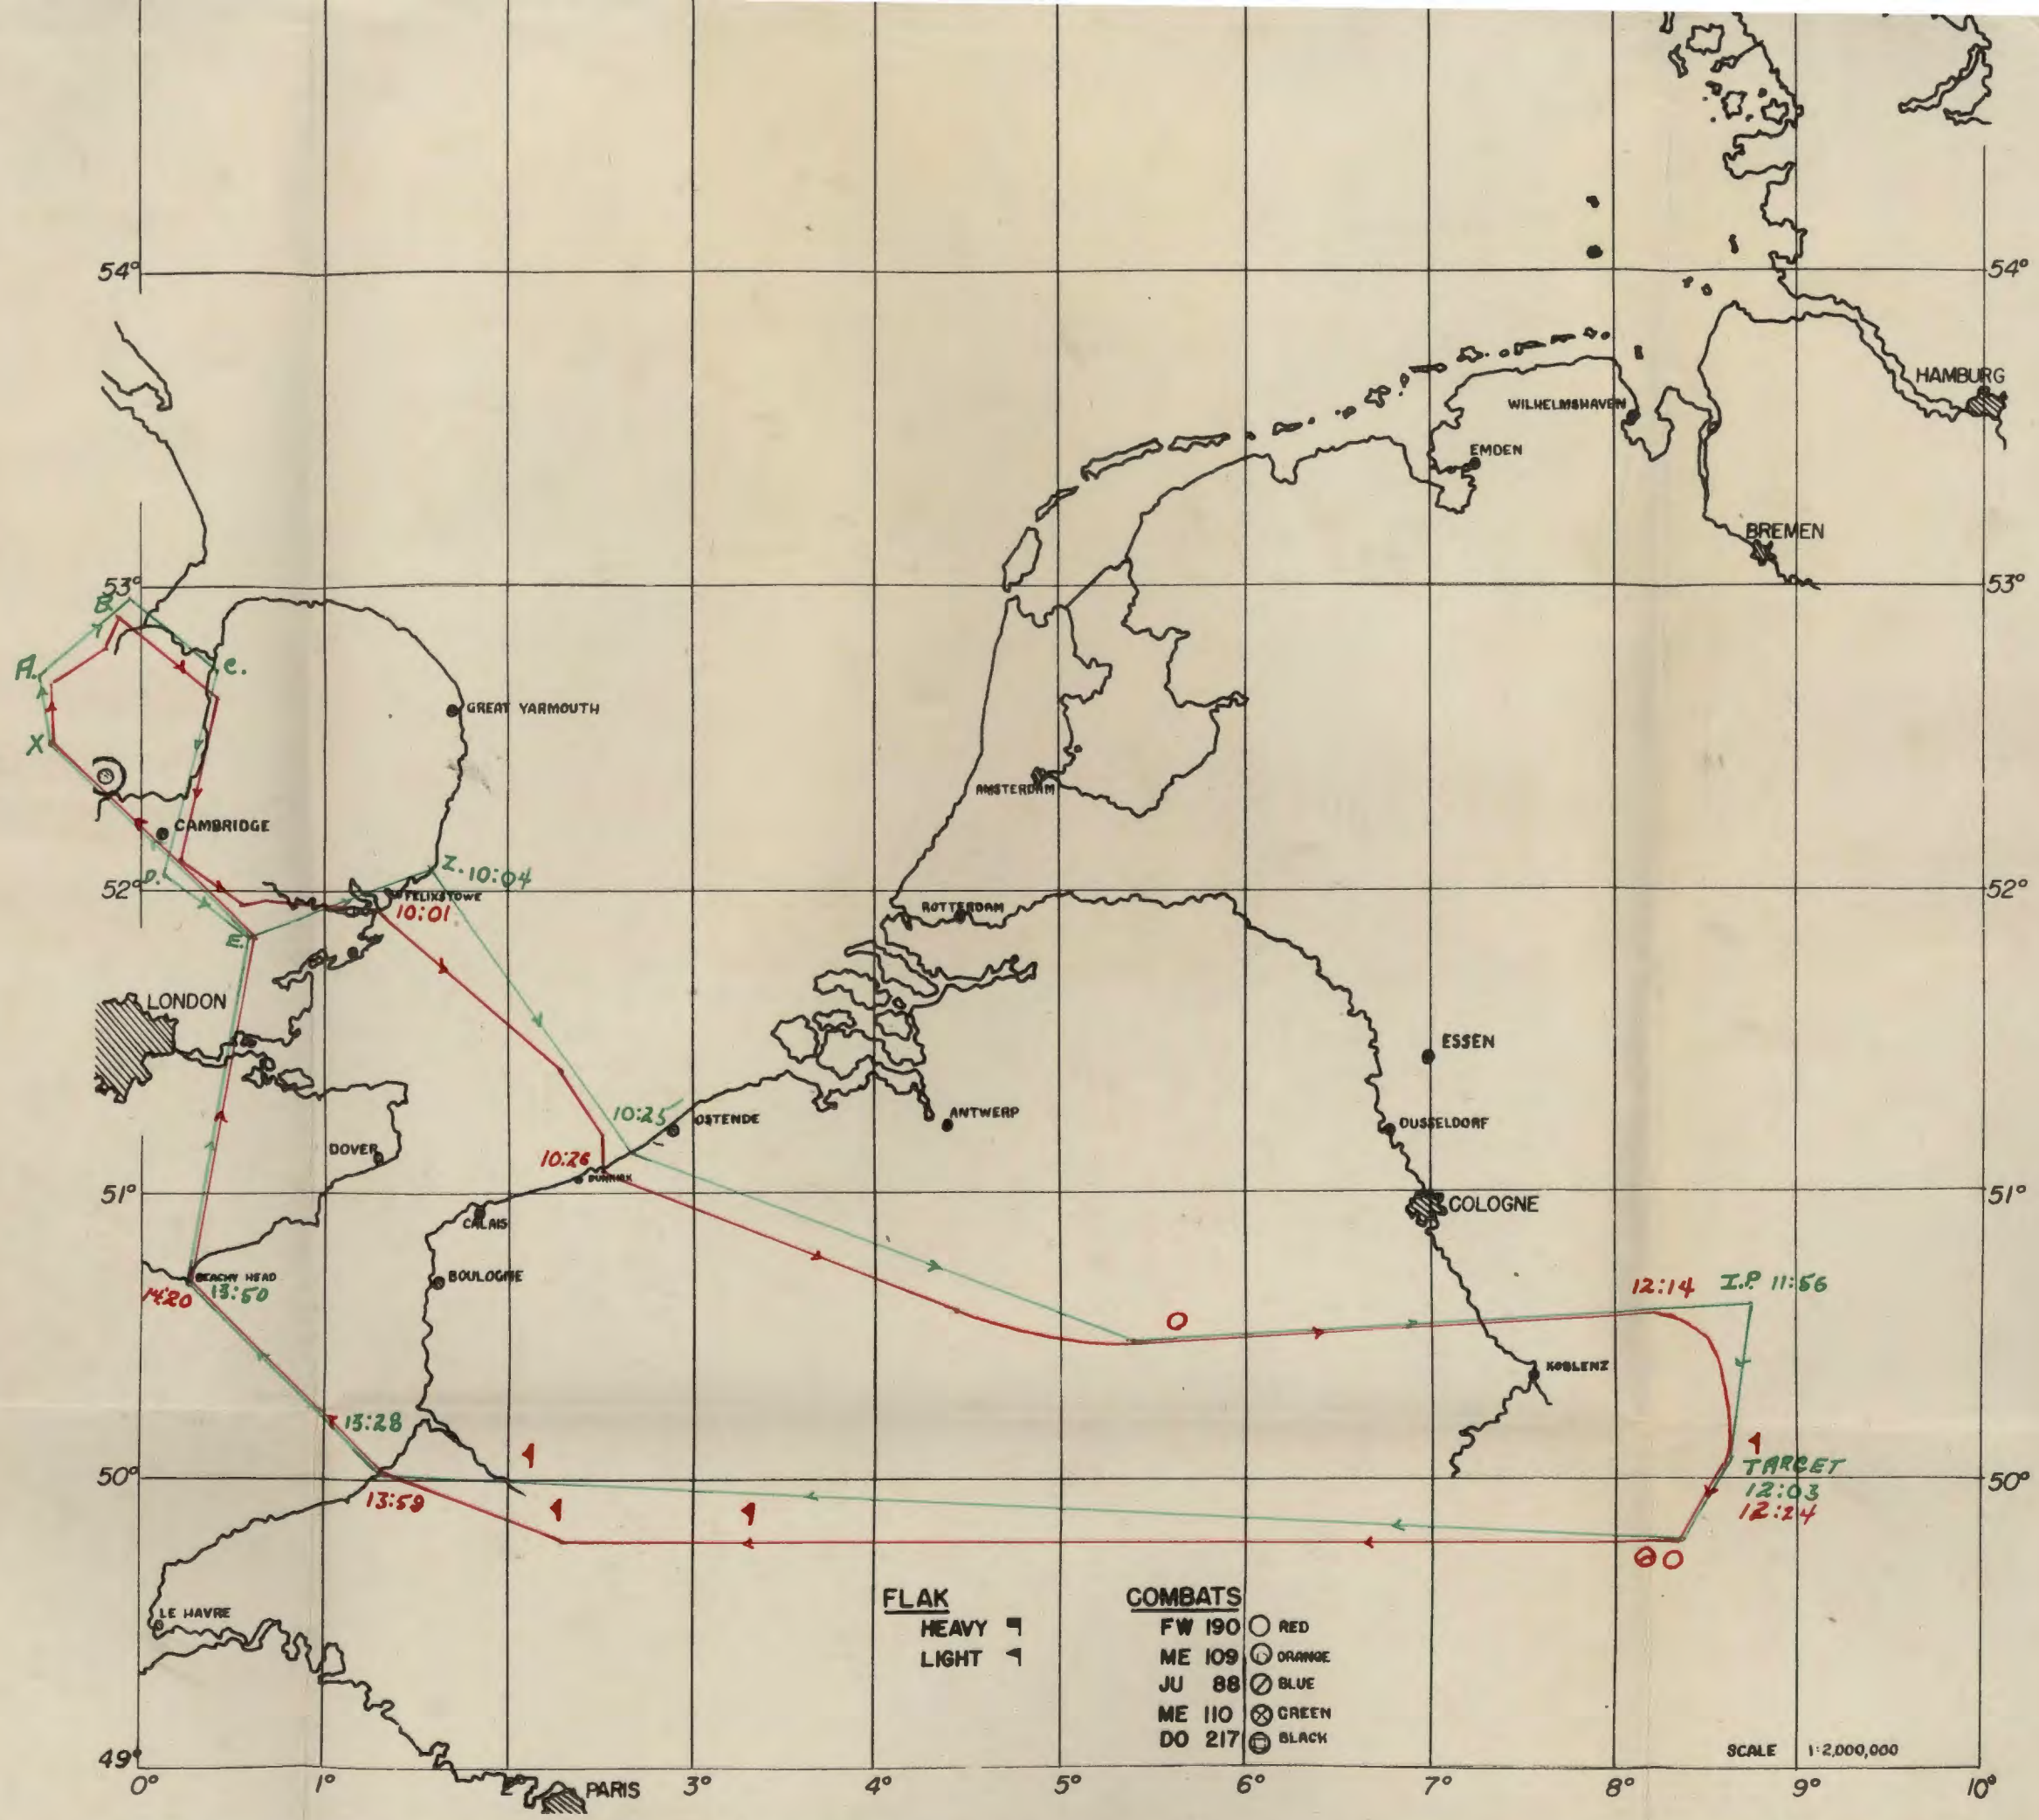 54°
54°
HAMBURG
WILHELMSHAVEN
EMDEN
BREMEN
53°
53°
B.
A.
C.
GREAT YARMOUTH
X
AMSTERDAM
CAMBRIDGE
Z. 10:04
D.
52°
52°
FELIXSTOWE
10:01
ROTTERDAM
E.
LONDON
ESSEN
10:25
OSTENDE
ANTWERP
DUSSELDORF
DOVER
10:26
DUNKIRK
51°
51°
COLOGNE
CALAIS
BEACHY HEAD
BOULOGNE
14:20
13:50
12:14
I.P. 11:56
KOBLENZ
13:28
TARGET
50°
50°
12:03
13:59
12:24
FLAK
HEAVY
LIGHT
COMBATS
FW 190 RED
ME 109 ORANGE
JU 88 BLUE
ME 110 GREEN
DO 217 BLACK
LE HAVRE
SCALE 1:2,000,000
49°
0° 1° 2° PARIS 3° 4° 5° 6° 7° 8° 9° 10°